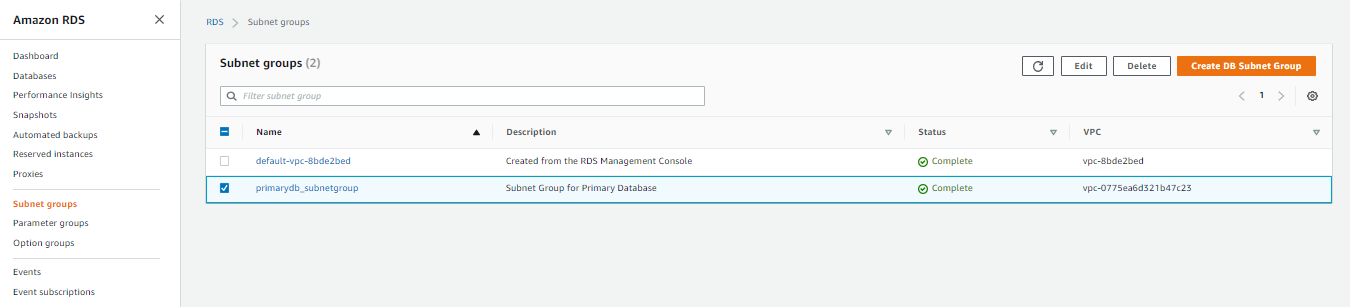 Amazon RDS
Dashboard
Databases
Performance Insights
Snapshots
Automated backups
Reserved instances
Proxies
Subnet groups
Parameter groups
Option groups
Events
Event subscriptions
RDS Subnet groups
Subnet groups (2)
Edit Delete Create DB Subnet Group
Filter subnet group
1
Name Description Status VPC
default-vpc-8bde2bed Created from the RDS Management Console Complete vpc-8bde2bed
primarydb_subnetgroup Subnet Group for Primary Database Complete vpc-0775ea6d321b47c23